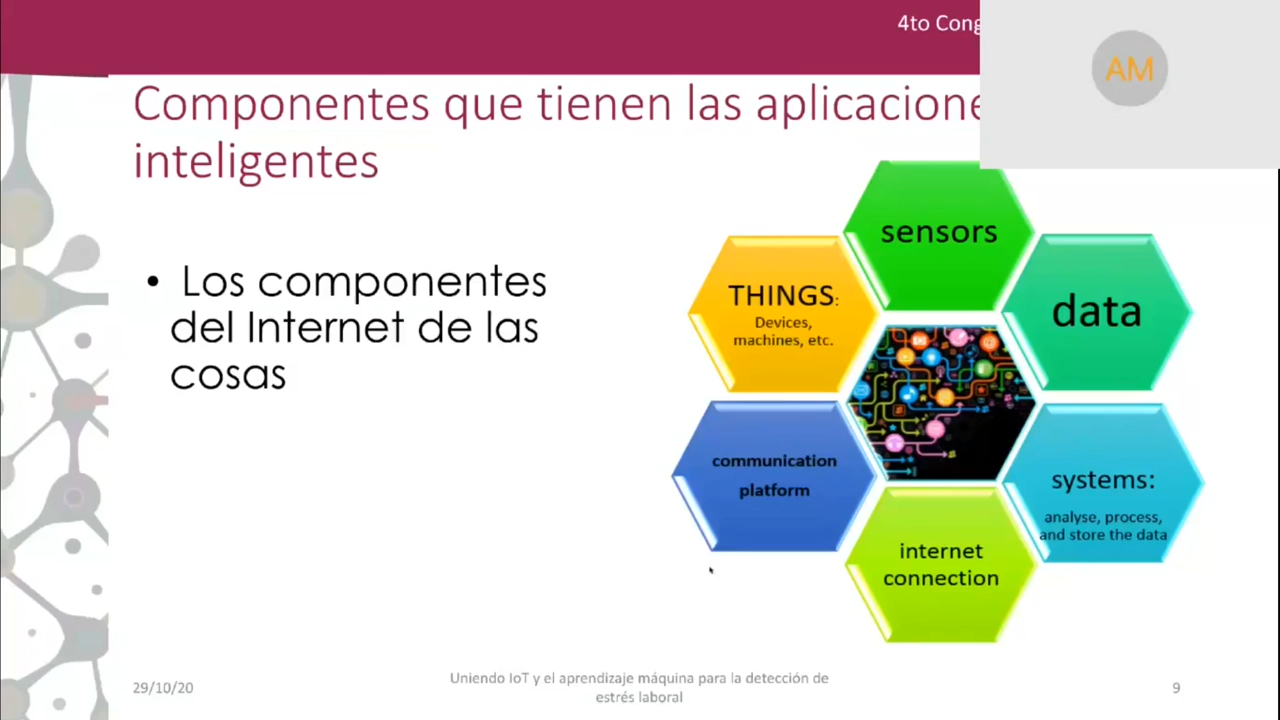 4to Cong
AM
Componentes que tienen las aplicacione
inteligentes
• Los componentes
del Internet de las
cosas
sensors
THINGS:
Devices,
machines, etc.
data
communication
platform
systems:
analyse, process,
and store the data
internet
connection
29/10/20
Uniendo IoT y el aprendizaje máquina para la detección de
estrés laboral
9